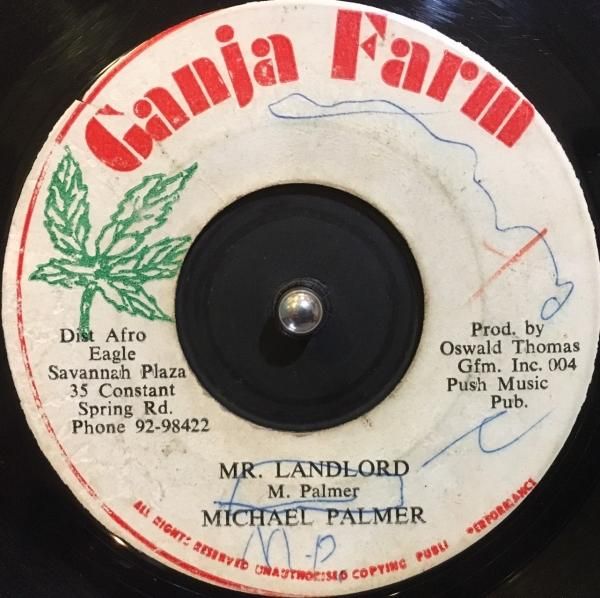 Ganja Farm
Dist Afro
Eagle
Savannah Plaza
35 Constant
Spring Rd.
Phone 92-98422
Prod. by
Oswald Thomas
Gfm. Inc. 004
Push Music
Pub.
MR. LANDLORD
M. Palmer
MICHAEL PALMER
M-P
ALL RIGHTS RESERVED UNAUTHORISED COPYING PUBLI PERFORMANCE